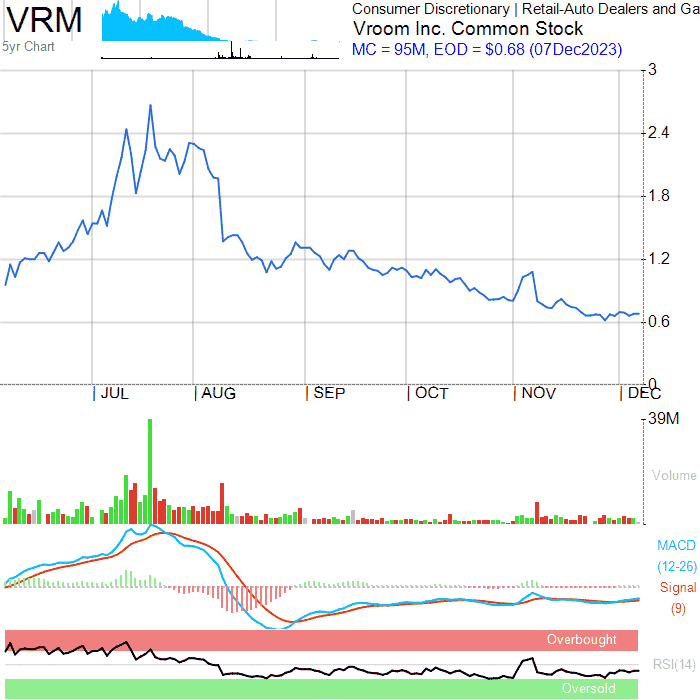 VRM
5yr Chart
Consumer Discretionary | Retail-Auto Dealers and Ga
Vroom Inc. Common Stock
MC = 95M, EOD = $0.68 (07Dec2023)
3
2.4
1.8
1.2
0.6
0
JUL AUG SEP OCT NOV DEC
39M
Volume
MACD
(12-26)
Signal
(9)
Overbought
RSI(14)
Oversold